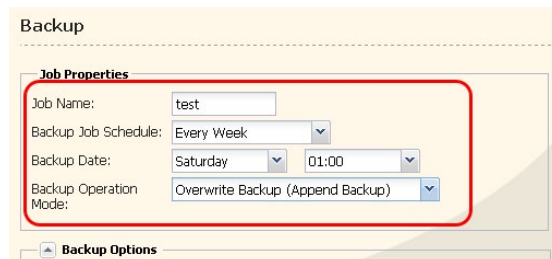 Backup
Job Properties
Job Name: test
Backup Job Schedule: Every Week
Backup Date: Saturday 01:00
Backup Operation Mode: Overwrite Backup (Append Backup)
Backup Options